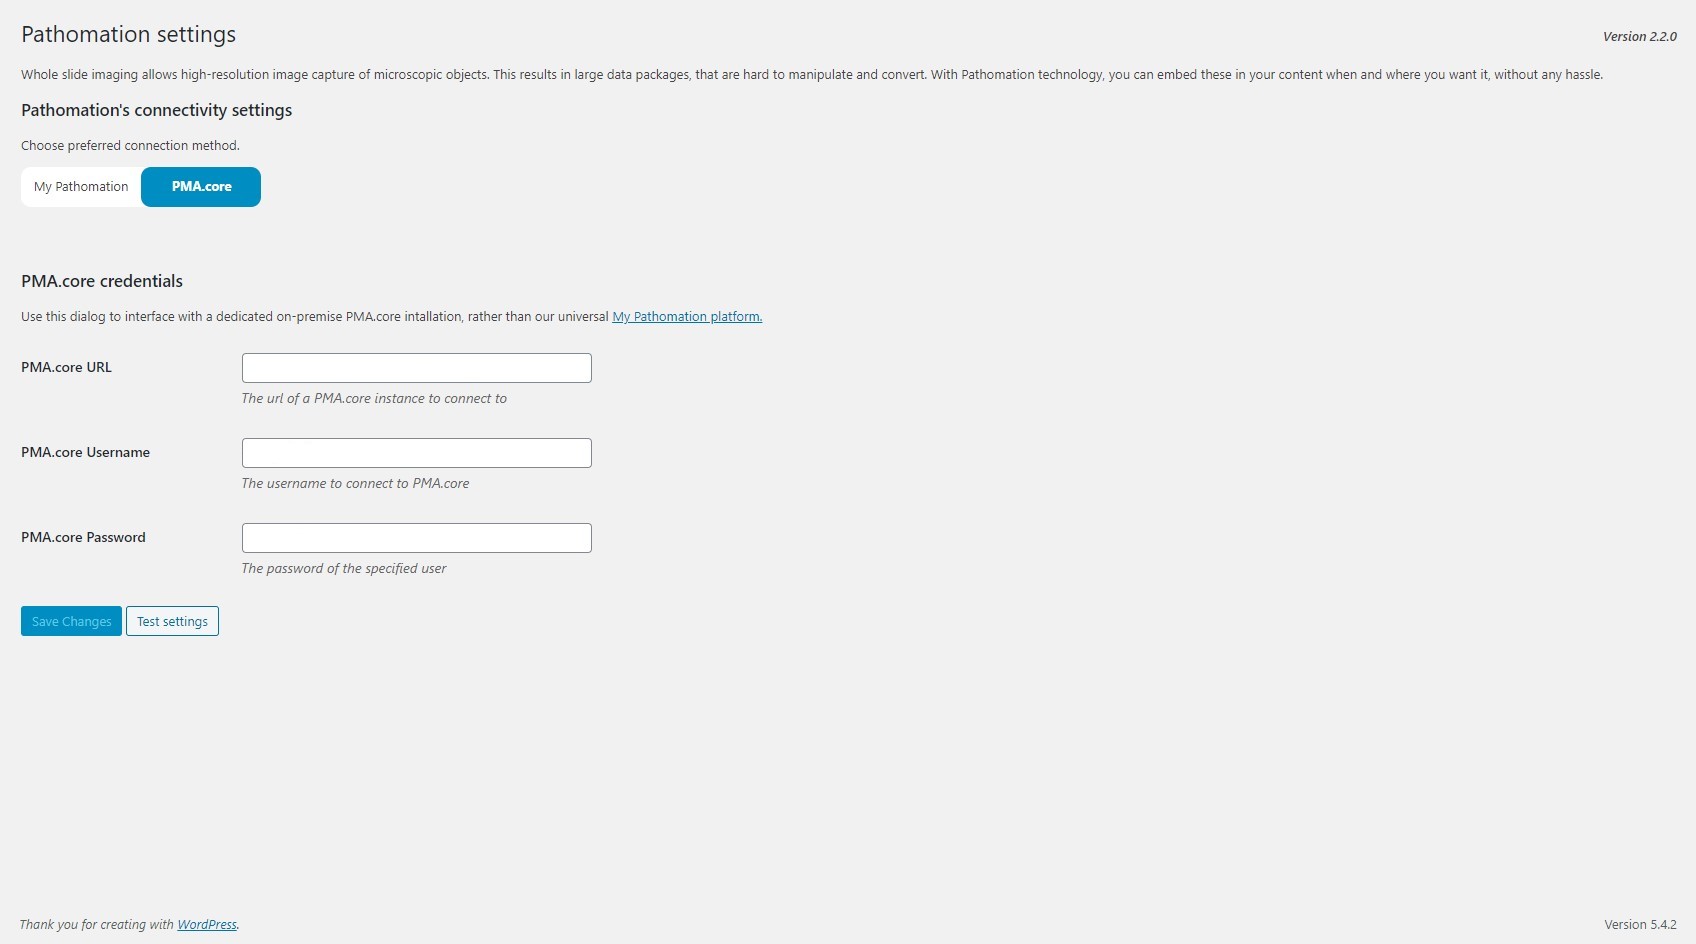 Pathomation settings
Version 2.2.0
Whole slide imaging allows high-resolution image capture of microscopic objects. This results in large data packages, that are hard to manipulate and convert. With Pathomation technology, you can embed these in your content when and where you want it, without any hassle.
Pathomation's connectivity settings
Choose preferred connection method.
My Pathomation PMA.core
PMA.core credentials
Use this dialog to interface with a dedicated on-premise PMA.core intallation, rather than our universal My Pathomation platform.
PMA.core URL
The url of a PMA.core instance to connect to
PMA.core Username
The username to connect to PMA.core
PMA.core Password
The password of the specified user
Save Changes Test settings
Thank you for creating with WordPress.
Version 5.4.2